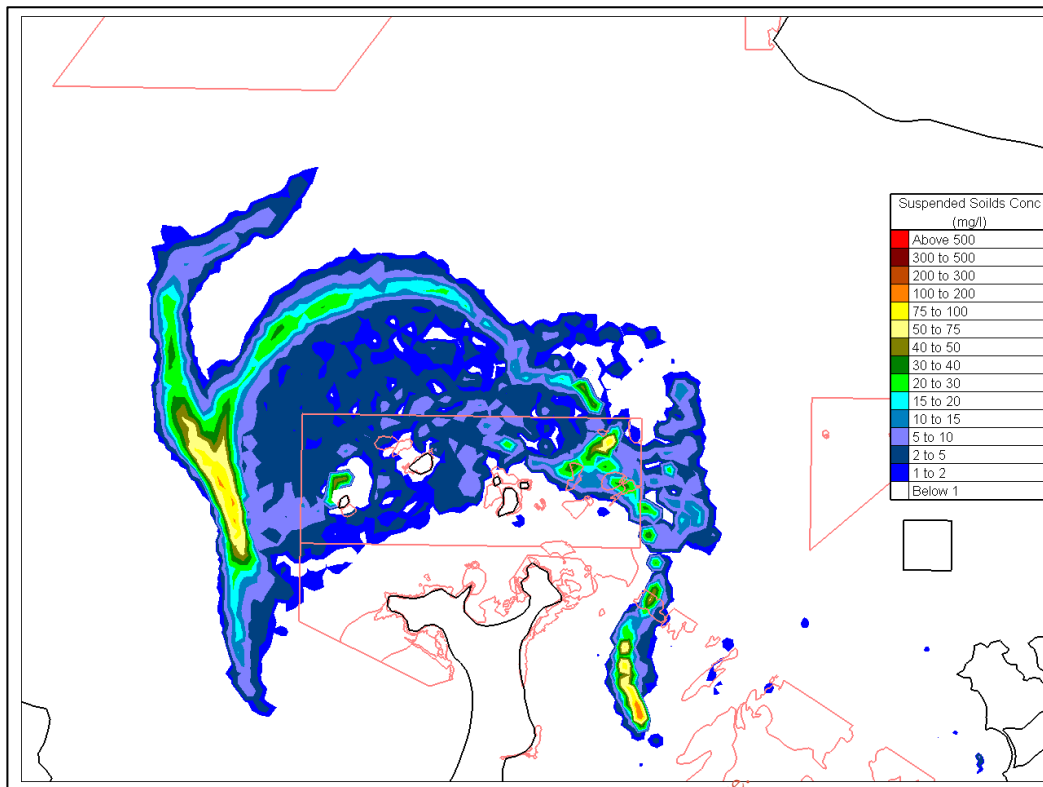 Suspended Soilds Conc
(mg/l)
Above 500
300 to 500
200 to 300
100 to 200
75 to 100
50 to 75
40 to 50
30 to 40
20 to 30
15 to 20
10 to 15
5 to 10
2 to 5
1 to 2
Below 1